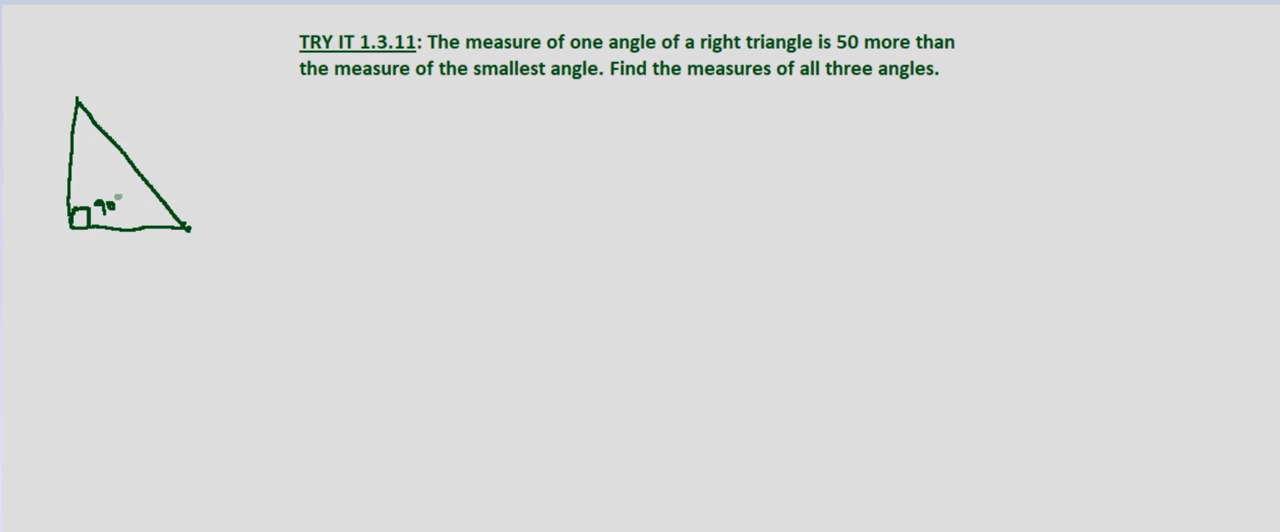 TRY IT 1.3.11: The measure of one angle of a right triangle is 50 more than
the measure of the smallest angle. Find the measures of all three angles.
90°